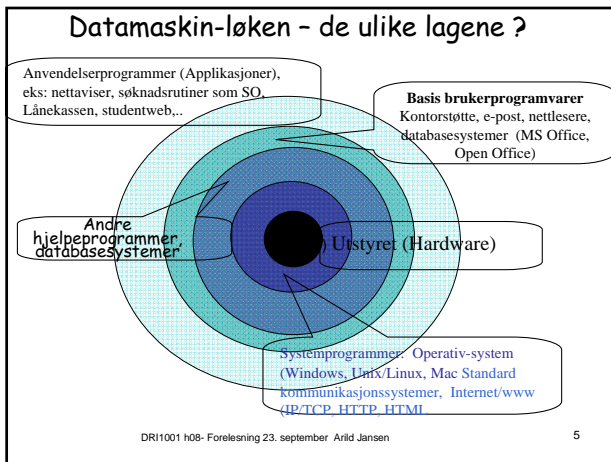 Datamaskin-løken – de ulike lagene ?
Anvendelserprogrammer (Applikasjoner),
eks: nettaviser, søknadsrutiner som SO,
Lånekassen, studentweb,..
Basis brukerprogramvarer
Kontorstøtte, e-post, nettlesere,
databasesystemer (MS Office,
Open Office)
Andre
hjelpeprogrammer,
databasesystemer
) Utstyret (Hardware)
Systemprogrammer: Operativ-system
(Windows, Unix/Linux, Mac Standard
kommunikasjonssystemer, Internet/www
(IP/TCP, HTTP, HTML
DRI1001 h08- Forelesning 23. september Arild Jansen
5